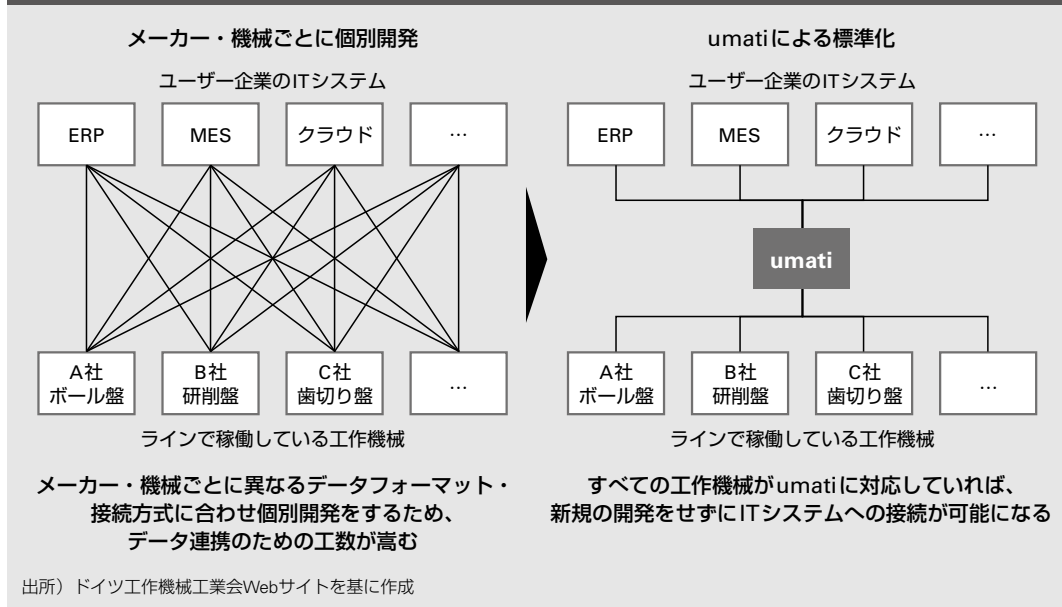 メーカー・機械ごとに個別開発
ユーザー企業のITシステム
ERP
MES
クラウド
…
A社
ボール盤
B社
研削盤
C社
歯切り盤
…
ラインで稼働している工作機械
メーカー・機械ごとに異なるデータフォーマット・
接続方式に合わせ個別開発をするため、
データ連携のための工数が嵩む
umatiによる標準化
ユーザー企業のITシステム
ERP
MES
クラウド
…
umati
A社
ボール盤
B社
研削盤
C社
歯切り盤
…
ラインで稼働している工作機械
すべての工作機械がumatiに対応していれば、
新規の開発をせずにITシステムへの接続が可能になる
出所）ドイツ工作機械工業会Webサイトを基に作成